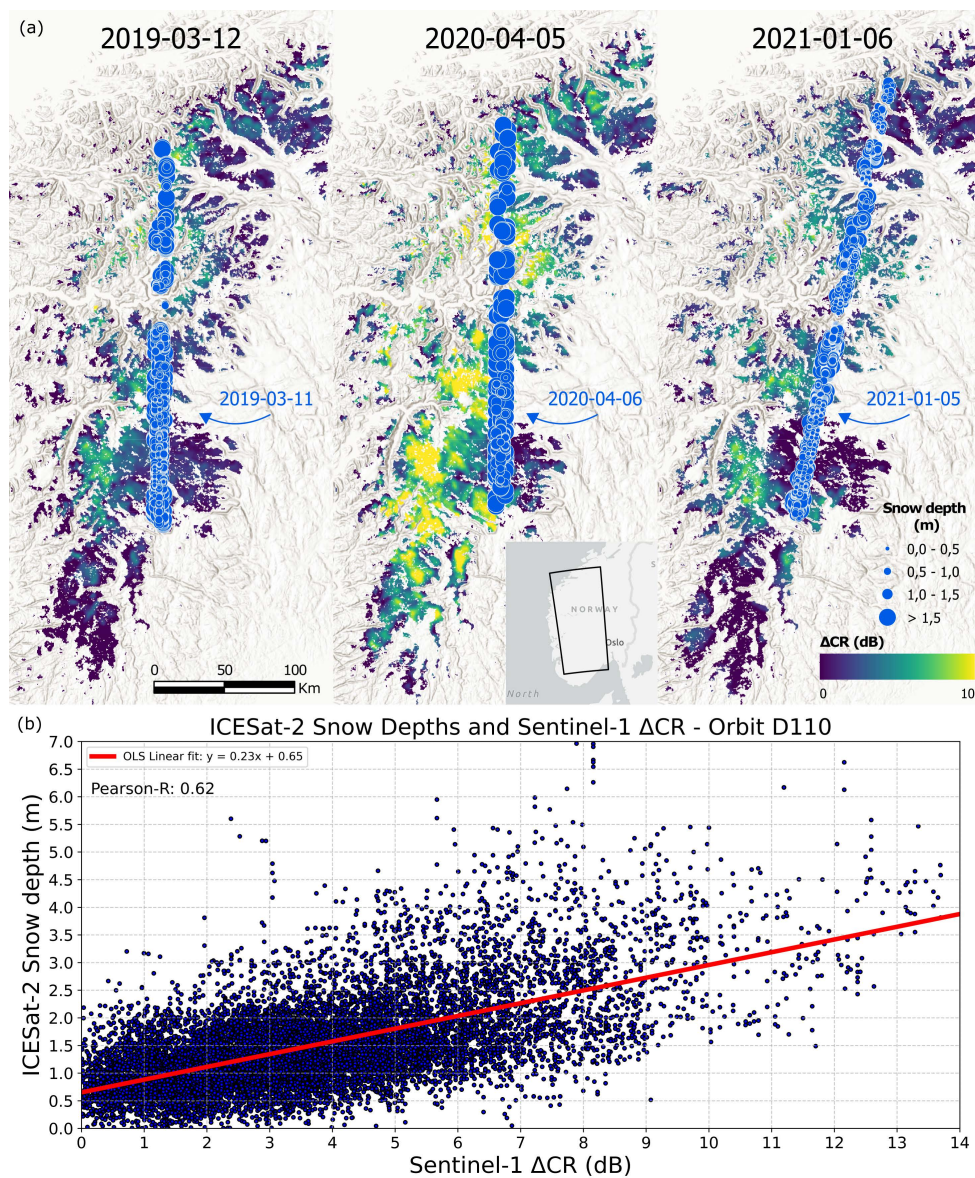 (a)
2019-03-12
2020-04-05
2021-01-06
2019-03-11
2020-04-06
2021-01-05
Snow depth
(m)
0,0 - 0,5
0,5 - 1,0
1,0 - 1,5
> 1,5
ΔCR (dB)
0 10
0 50 100
Km
NORWAY
Oslo
North
S
(b)
ICESat-2 Snow Depths and Sentinel-1 ΔCR - Orbit D110
OLS Linear fit: y = 0.23x + 0.65
Pearson-R: 0.62
ICESat-2 Snow depth (m)
7.0
6.5
6.0
5.5
5.0
4.5
4.0
3.5
3.0
2.5
2.0
1.5
1.0
0.5
0.0
0 1 2 3 4 5 6 7 8 9 10 11 12 13 14
Sentinel-1 ΔCR (dB)